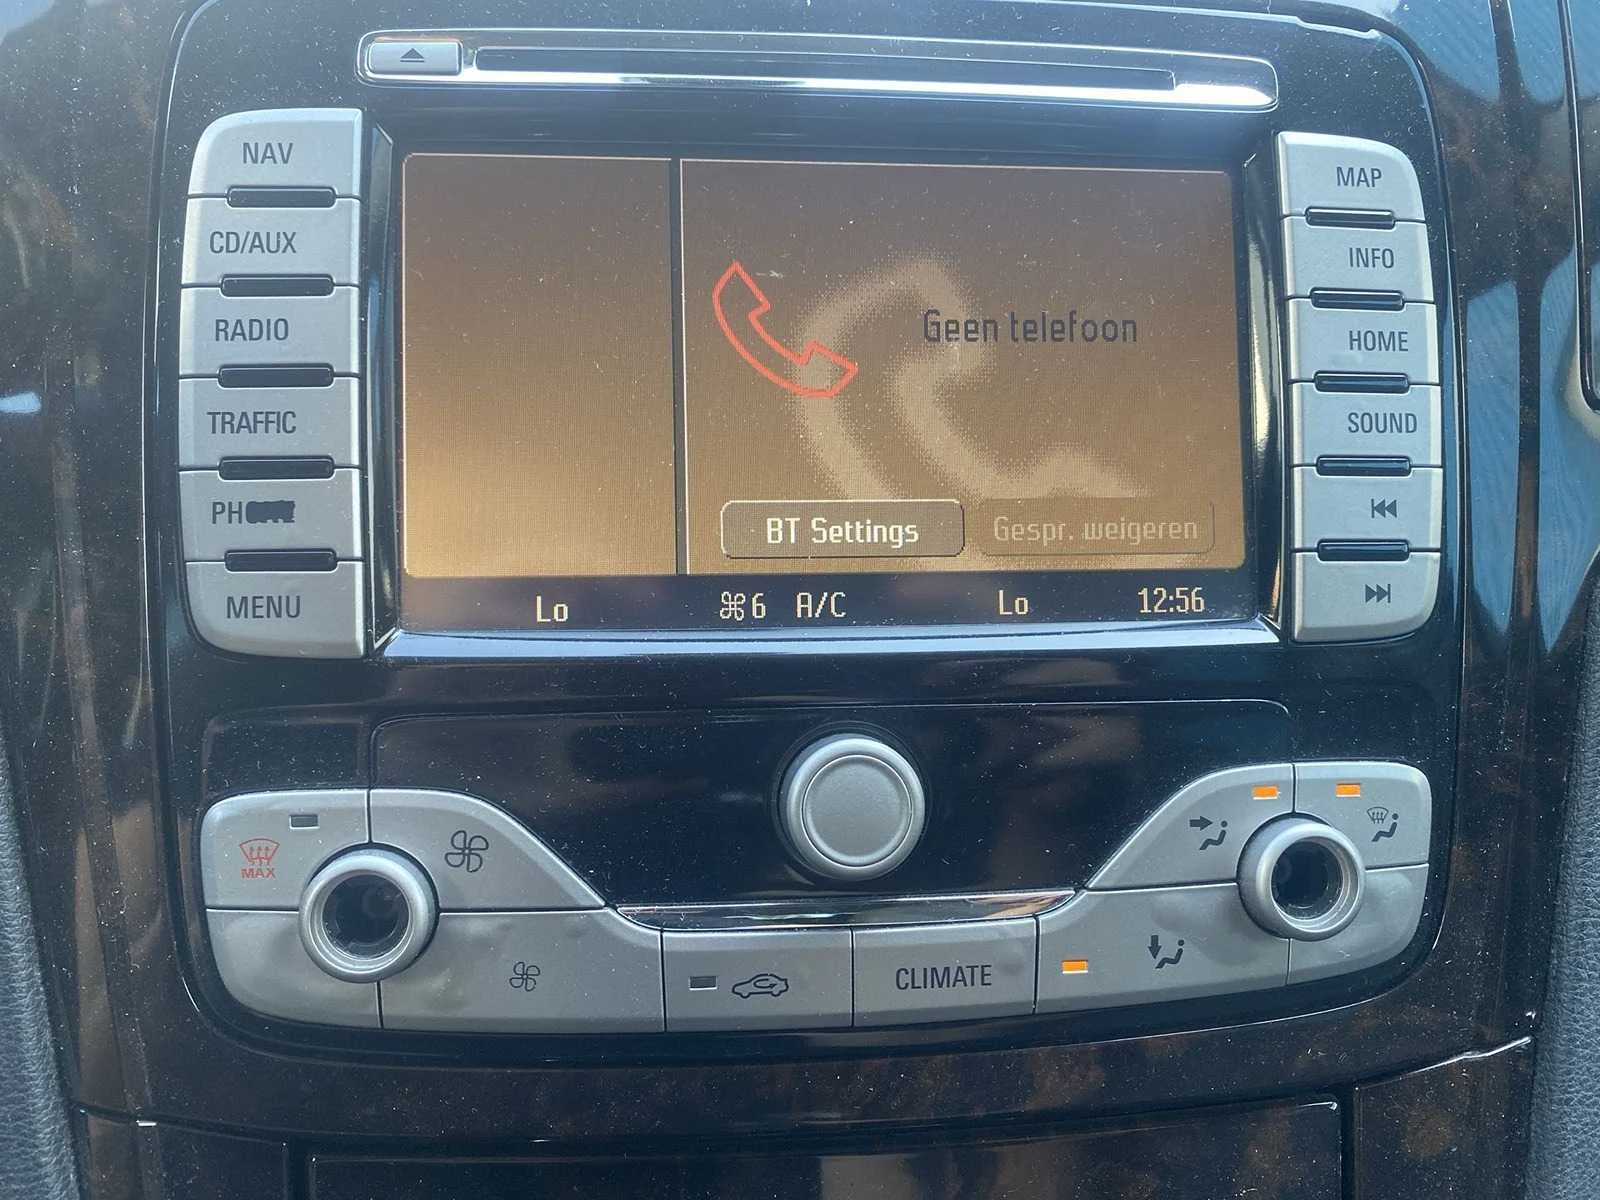 NAV
CD/AUX
RADIO
TRAFFIC
PH
MENU
Geen telefoon
BT Settings
Gespr. weigeren
Lo
6 A/C
Lo
12:56
MAP
INFO
HOME
SOUND
MAX
CLIMATE